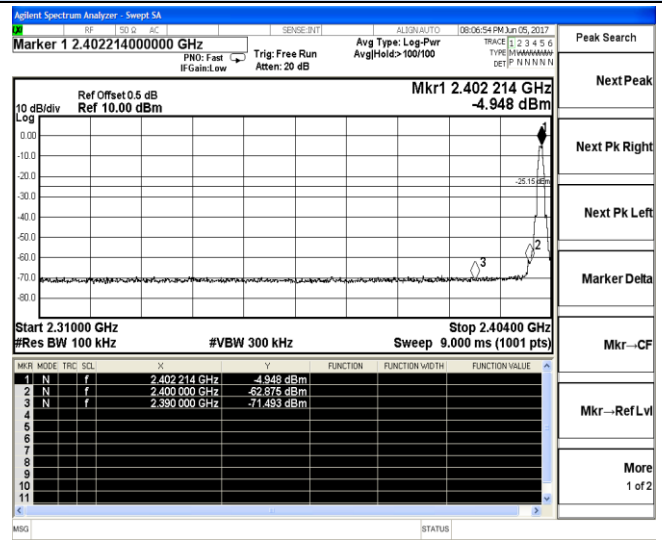 Agilent Spectrum Analyzer - Swept SA
RF 50 Ω AC SENSE:INT ALIGN AUTO 08:06:54 PM Jun 05, 2017
Marker 1 2.402214000000 GHz
PNO: Fast
IFGain:Low
Trig: Free Run
Atten: 20 dB
Avg Type: Log-Pwr
Avg|Hold:>100/100
TRACE 1 2 3 4 5 6
TYPE MWWWWW
DET P N N N N N
Peak Search
Next Peak
Next Pk Right
Next Pk Left
Marker Delta
Mkr→CF
Mkr→Ref Lvl
More
1 of 2
Ref Offset 0.5 dB
10 dB/div Ref 10.00 dBm
Log
Mkr1 2.402 214 GHz
-4.948 dBm
0.00
-10.0
-20.0
-30.0
-40.0
-50.0
-60.0
-70.0
-80.0
-25.15 dBm
1
2
3
Start 2.31000 GHz
Stop 2.40400 GHz
#Res BW 100 kHz
#VBW 300 kHz
Sweep 9.000 ms (1001 pts)
MKR MODE TRC SCL X Y FUNCTION FUNCTION WIDTH FUNCTION VALUE
1 N f 2.402 214 GHz -4.948 dBm
2 N f 2.400 000 GHz -62.875 dBm
3 N f 2.390 000 GHz -71.493 dBm
4
5
6
7
8
9
10
11
MSG
STATUS